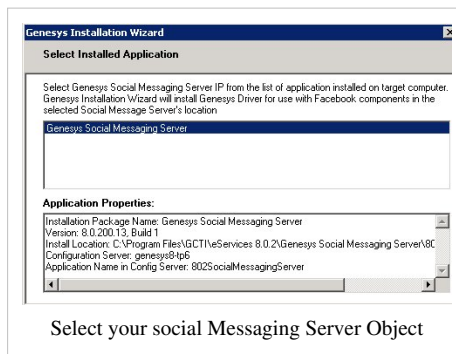 Genesys Installation Wizard
Select Installed Application
Select Genesys Social Messaging Server IP from the list of application installed on target computer.
Genesys Installation Wizard will install Genesys Driver for use with Facebook components in the
selected Social Message Server's location
Genesys Social Messaging Server
Application Properties:
Installation Package Name: Genesys Social Messaging Server
Version: 8.0.200.13, Build 1
Install Location: C:\Program Files\GCTI\eServices 8.0.2\Genesys Social Messaging Server\80
Configuration Server: genesys8-tp6
Application Name in Config Server: 802SocialMessagingServer
Select your social Messaging Server Object